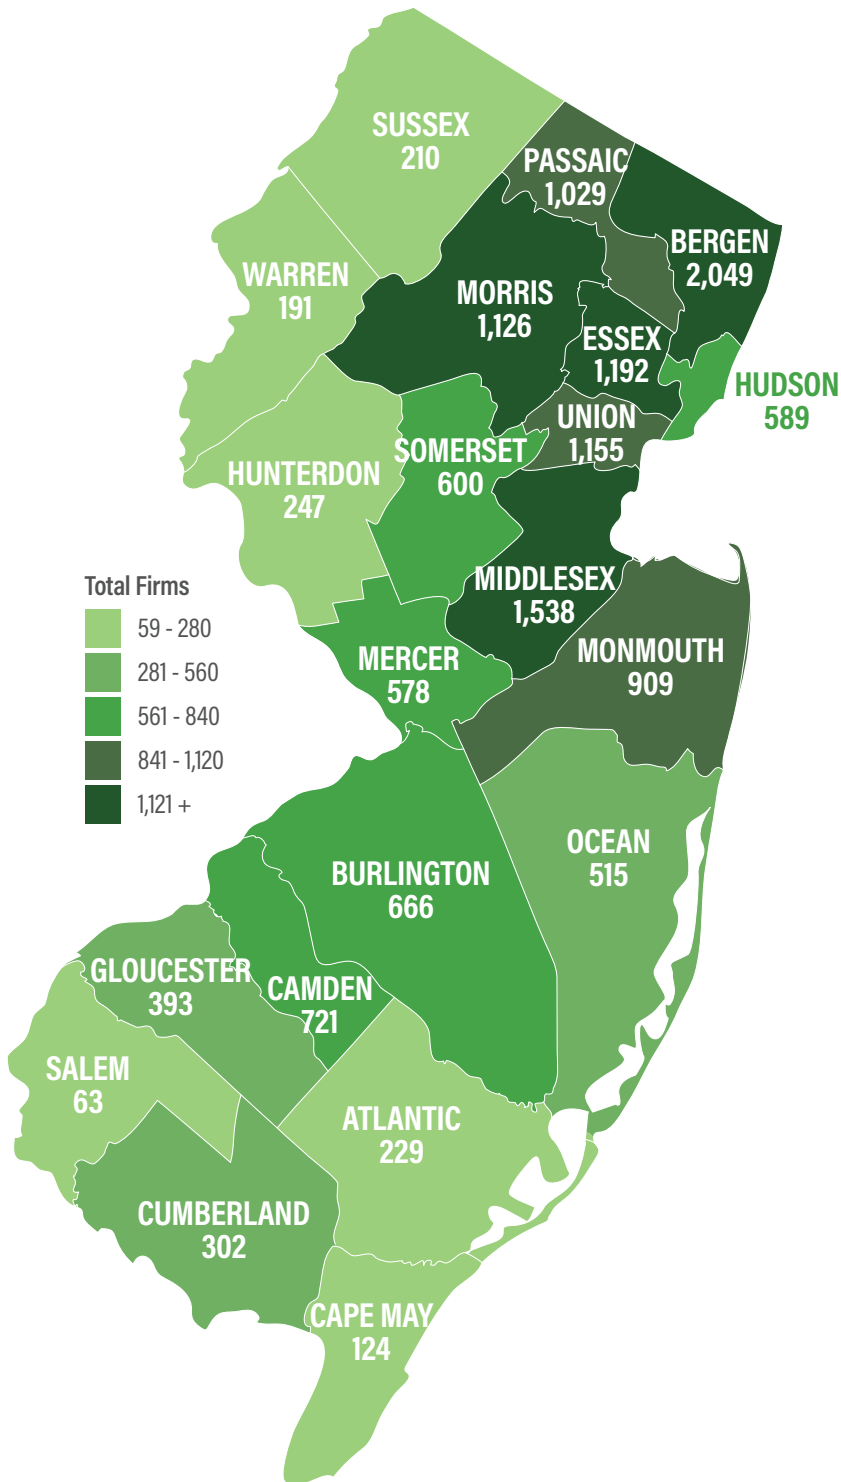 SUSSEX
210
PASSAIC
1,029
BERGEN
2,049
WARREN
191
MORRIS
1,126
ESSEX
1,192
HUDSON
589
UNION
1,155
SOMERSET
600
HUNTERDON
247
MIDDLESEX
1,538
Total Firms
59 - 280
281 - 560
561 - 840
841 - 1,120
1,121 +
MONMOUTH
909
MERCER
578
OCEAN
515
BURLINGTON
666
GLOUCESTER
393
CAMDEN
721
SALEM
63
ATLANTIC
229
CUMBERLAND
302
CAPE MAY
124